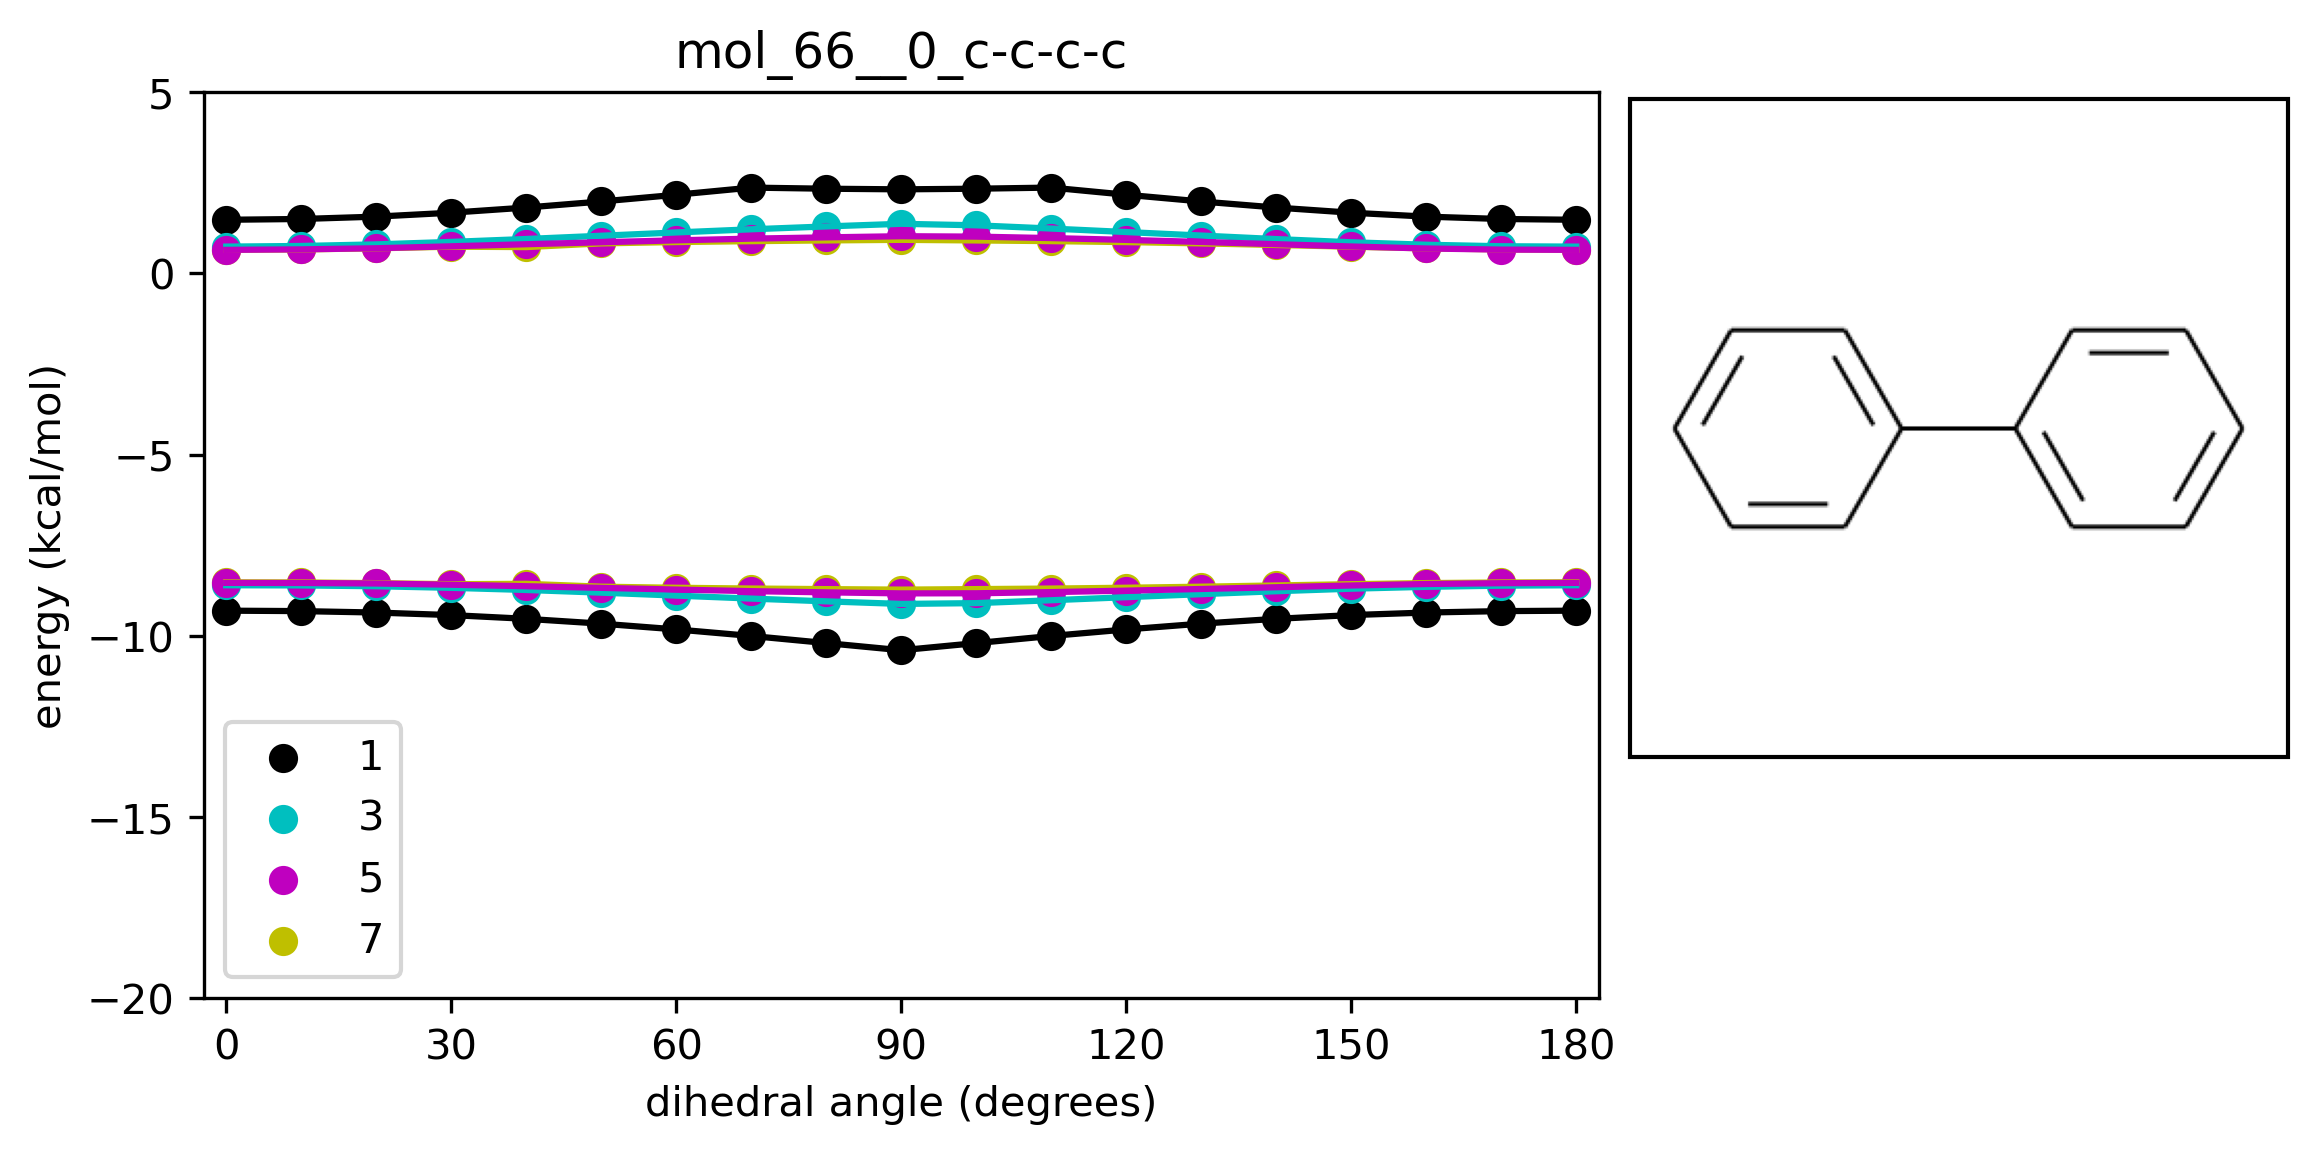 mol_66__0_c-c-c-c
energy (kcal/mol)
5
0
−5
−10
−15
−20
1
3
5
7
0 30 60 90 120 150 180
dihedral angle (degrees)